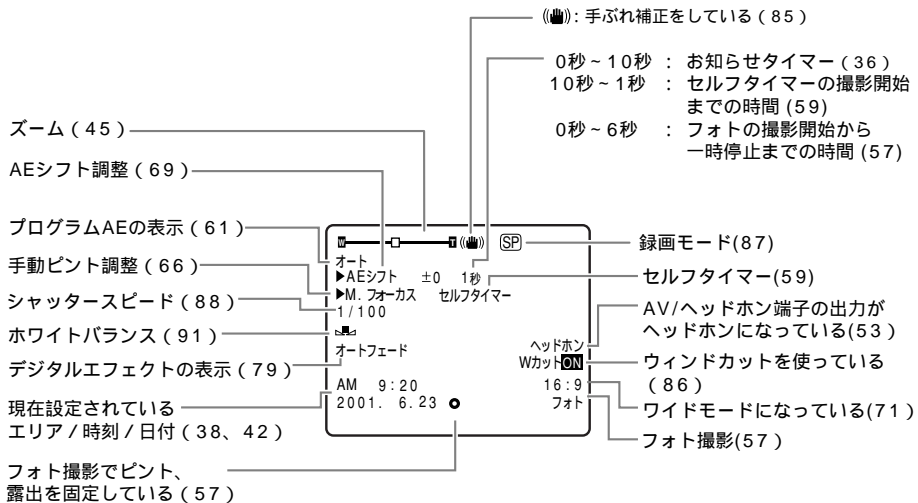 ((🖐)): 手ぶれ補正をしている(85)
0秒~10秒 : お知らせタイマー(36)
10秒~1秒 : セルフタイマーの撮影開始
までの時間(59)
0秒~6秒 : フォトの撮影開始から
一時停止までの時間(57)
ズーム(45)
AEシフト調整(69)
プログラムAEの表示(61)
手動ピント調整(66)
シャッタースピード(88)
ホワイトバランス(91)
デジタルエフェクトの表示(79)
現在設定されている
エリア/時刻/日付(38、42)
フォト撮影でピント、
露出を固定している(57)
W T SP
オート
▶AEシフト ±0 1秒
▶M.フォーカス セルフタイマー
1/100
オートフェード
ヘッドホン
WカットON
AM 9:20 16:9
2001. 6.23 フォト
録画モード(87)
セルフタイマー(59)
AV/ヘッドホン端子の出力が
ヘッドホンになっている(53)
ウィンドカットを使っている
(86)
ワイドモードになっている(71)
フォト撮影(57)